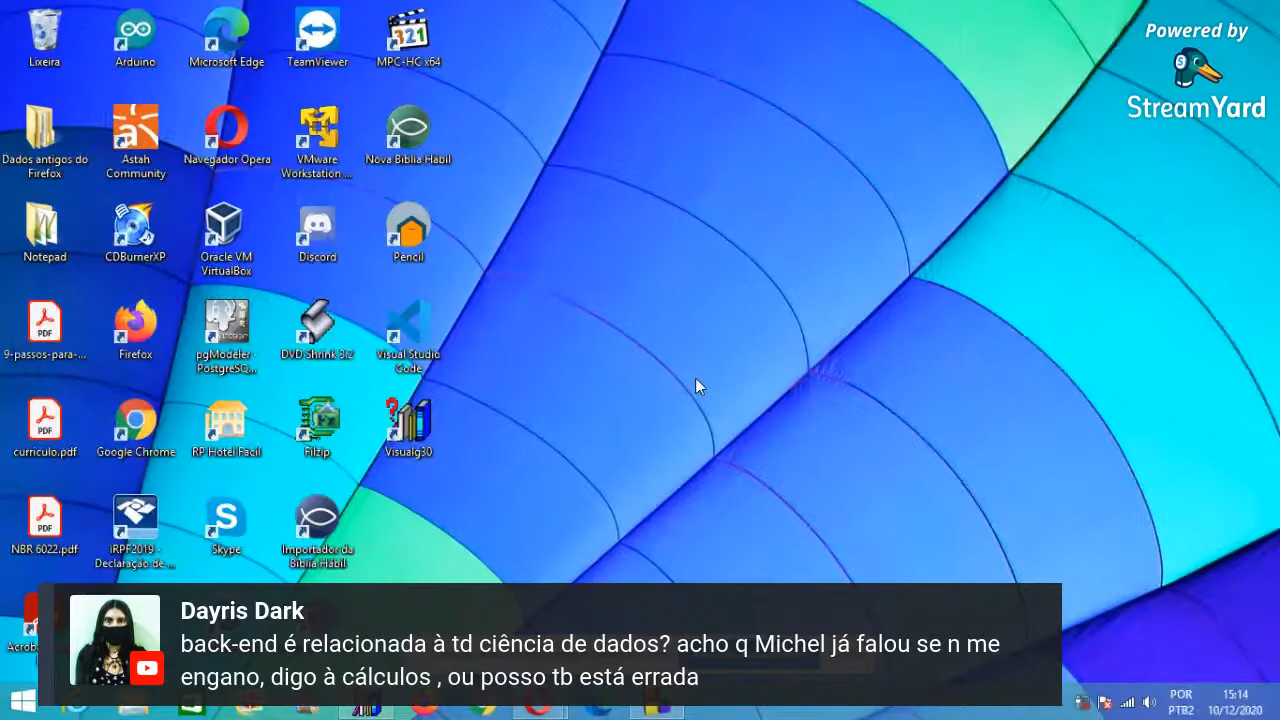 Powered by
StreamYard
Lixeira
Arduino
Microsoft Edge
TeamViewer
MPC-HC x64
321
Dados antigos do
Firefox
Astah
Community
Navegador Opera
VMware
Workstation ...
Nova Bíblia Hábil
Notepad
CDBurnerXP
Oracle VM
VirtualBox
Discord
Pencil
PDF
9-passos-para-...
Firefox
pgModeler -
PostgreSQ...
DVD Shrink 3.2
Visual Studio
Code
PDF
curriculo.pdf
Google Chrome
RP Hotel Fácil
Filzip
Visualg30
PDF
NBR 6022.pdf
IRPF2019 -
Declaração de ...
Skype
Importador da
Bíblia Hábil
Dayris Dark
back-end é relacionada à td ciência de dados? acho q Michel já falou se n me
engano, digo à cálculos , ou posso tb está errada
POR
PTB2
15:14
10/12/2020